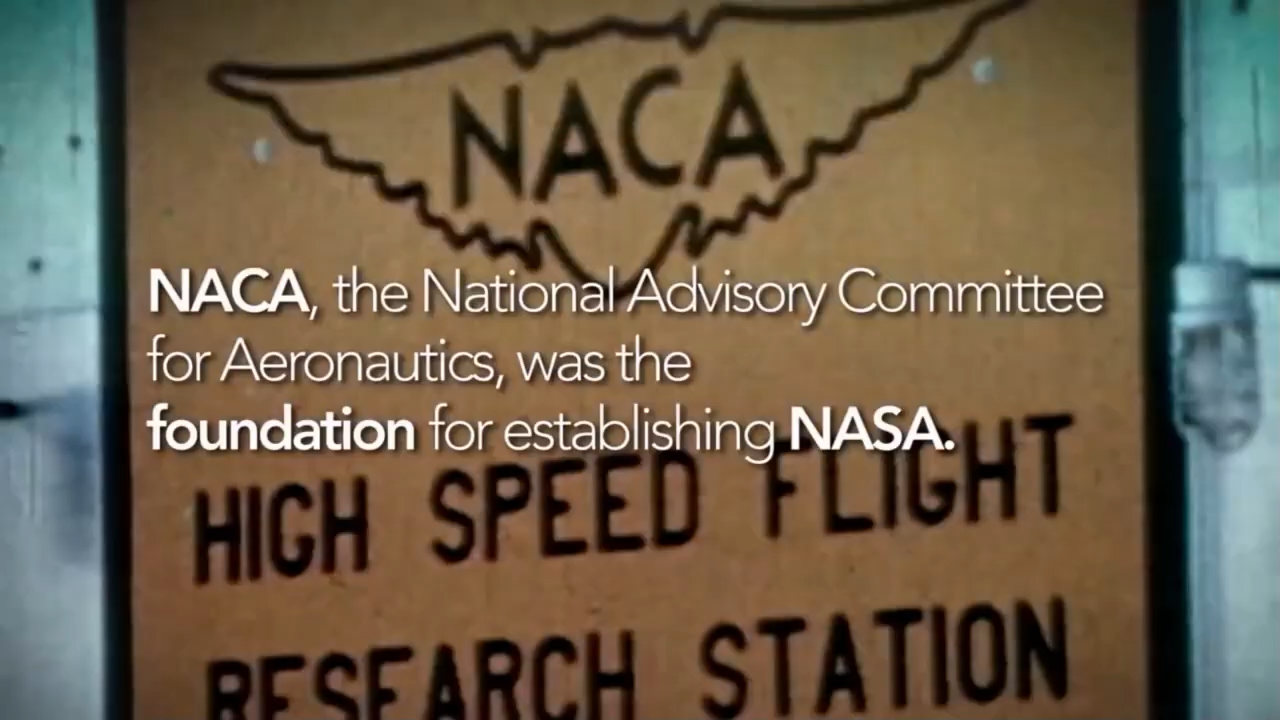 NACA
NACA, the National Advisory Committee
for Aeronautics, was the
foundation for establishing NASA.
HIGH SPEED FLIGHT
RESEARCH STATION